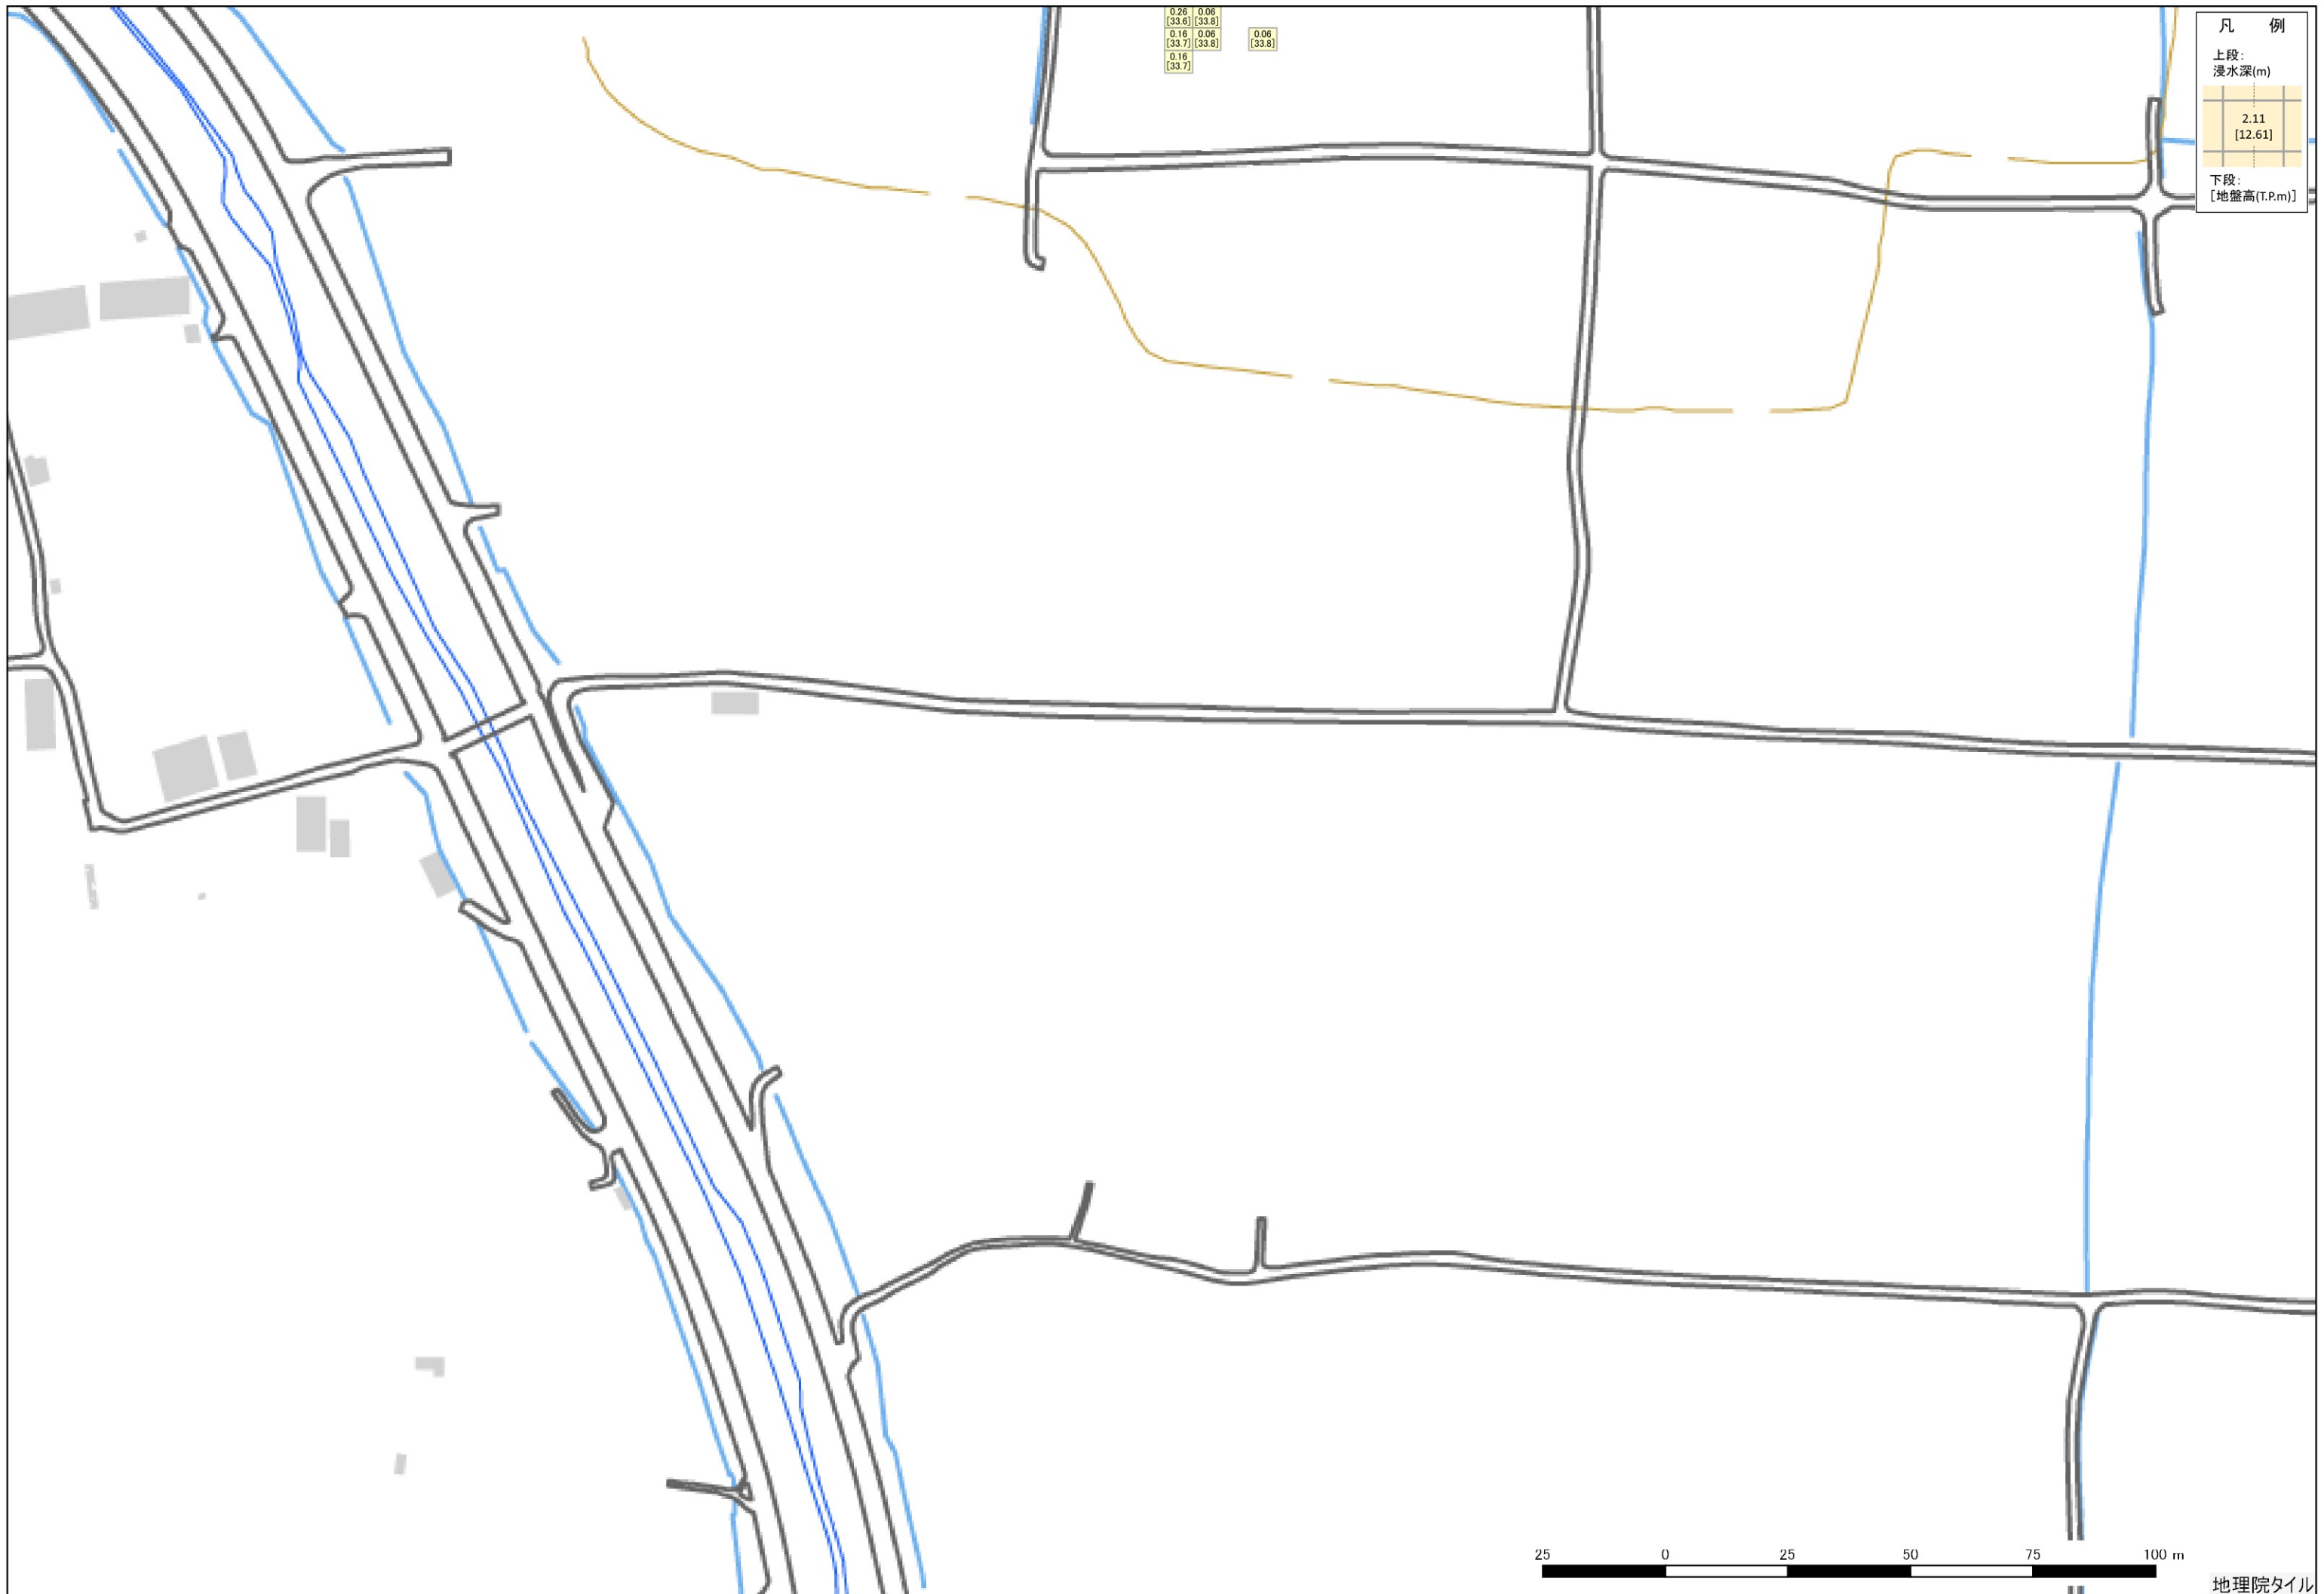 0.26 0.06
[33.6] [33.8]
0.16 0.06 0.06
[33.7] [33.8] [33.8]
0.16
[33.7]
凡 例
上段:
浸水深(m)
2.11
[12.61]
下段:
[地盤高(T.P.m)]
25 0 25 50 75 100 m
地理院タイル